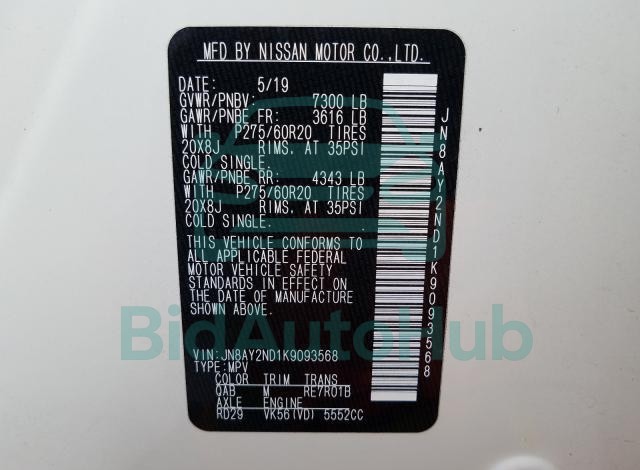 MFD BY NISSAN MOTOR CO.,LTD.
DATE: 5/19
GVWR/PNBV: 7300 LB
GAWR/PNBE FR: 3616 LB
WITH P275/60R20 TIRES
20X8J RIMS. AT 35PSI
COLD SINGLE.
GAWR/PNBE RR: 4343 LB
WITH P275/60R20 TIRES
20X8J RIMS. AT 35PSI
COLD SINGLE.
THIS VEHICLE CONFORMS TO
ALL APPLICABLE FEDERAL
MOTOR VEHICLE SAFETY
STANDARDS IN EFFECT ON
THE DATE OF MANUFACTURE
SHOWN ABOVE.
VIN:JN8AY2ND1K9093568
TYPE:MPV
COLOR TRIM TRANS
QAB M RE7R01B
AXLE ENGINE
RD29 VK56(VD) 5552CC
JN8AY2ND1K9093568
BidAutoHub